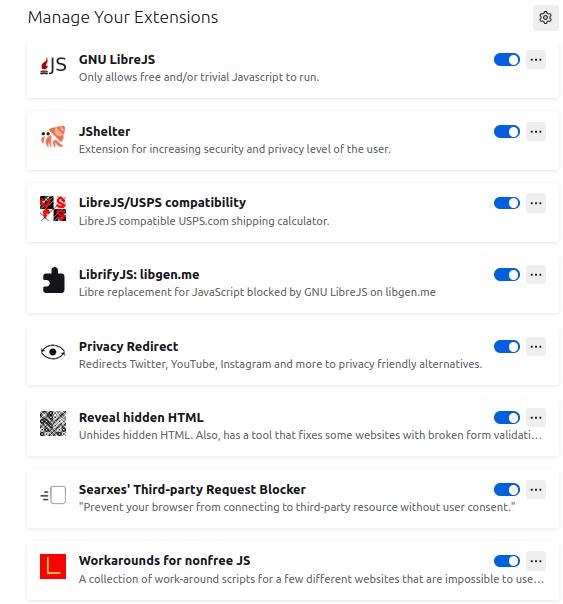 Manage Your Extensions
JS
GNU LibreJS
Only allows free and/or trivial Javascript to run.
JShelter
Extension for increasing security and privacy level of the user.
US
PS
LibreJS/USPS compatibility
LibreJS compatible USPS.com shipping calculator.
LibrifyJS: libgen.me
Libre replacement for JavaScript blocked by GNU LibreJS on libgen.me
Privacy Redirect
Redirects Twitter, YouTube, Instagram and more to privacy friendly alternatives.
Reveal hidden HTML
Unhides hidden HTML. Also, has a tool that fixes some websites with broken form validati...
Searxes' Third-party Request Blocker
"Prevent your browser from connecting to third-party resource without user consent."
L
Workarounds for nonfree JS
A collection of work-around scripts for a few different websites that are impossible to use...